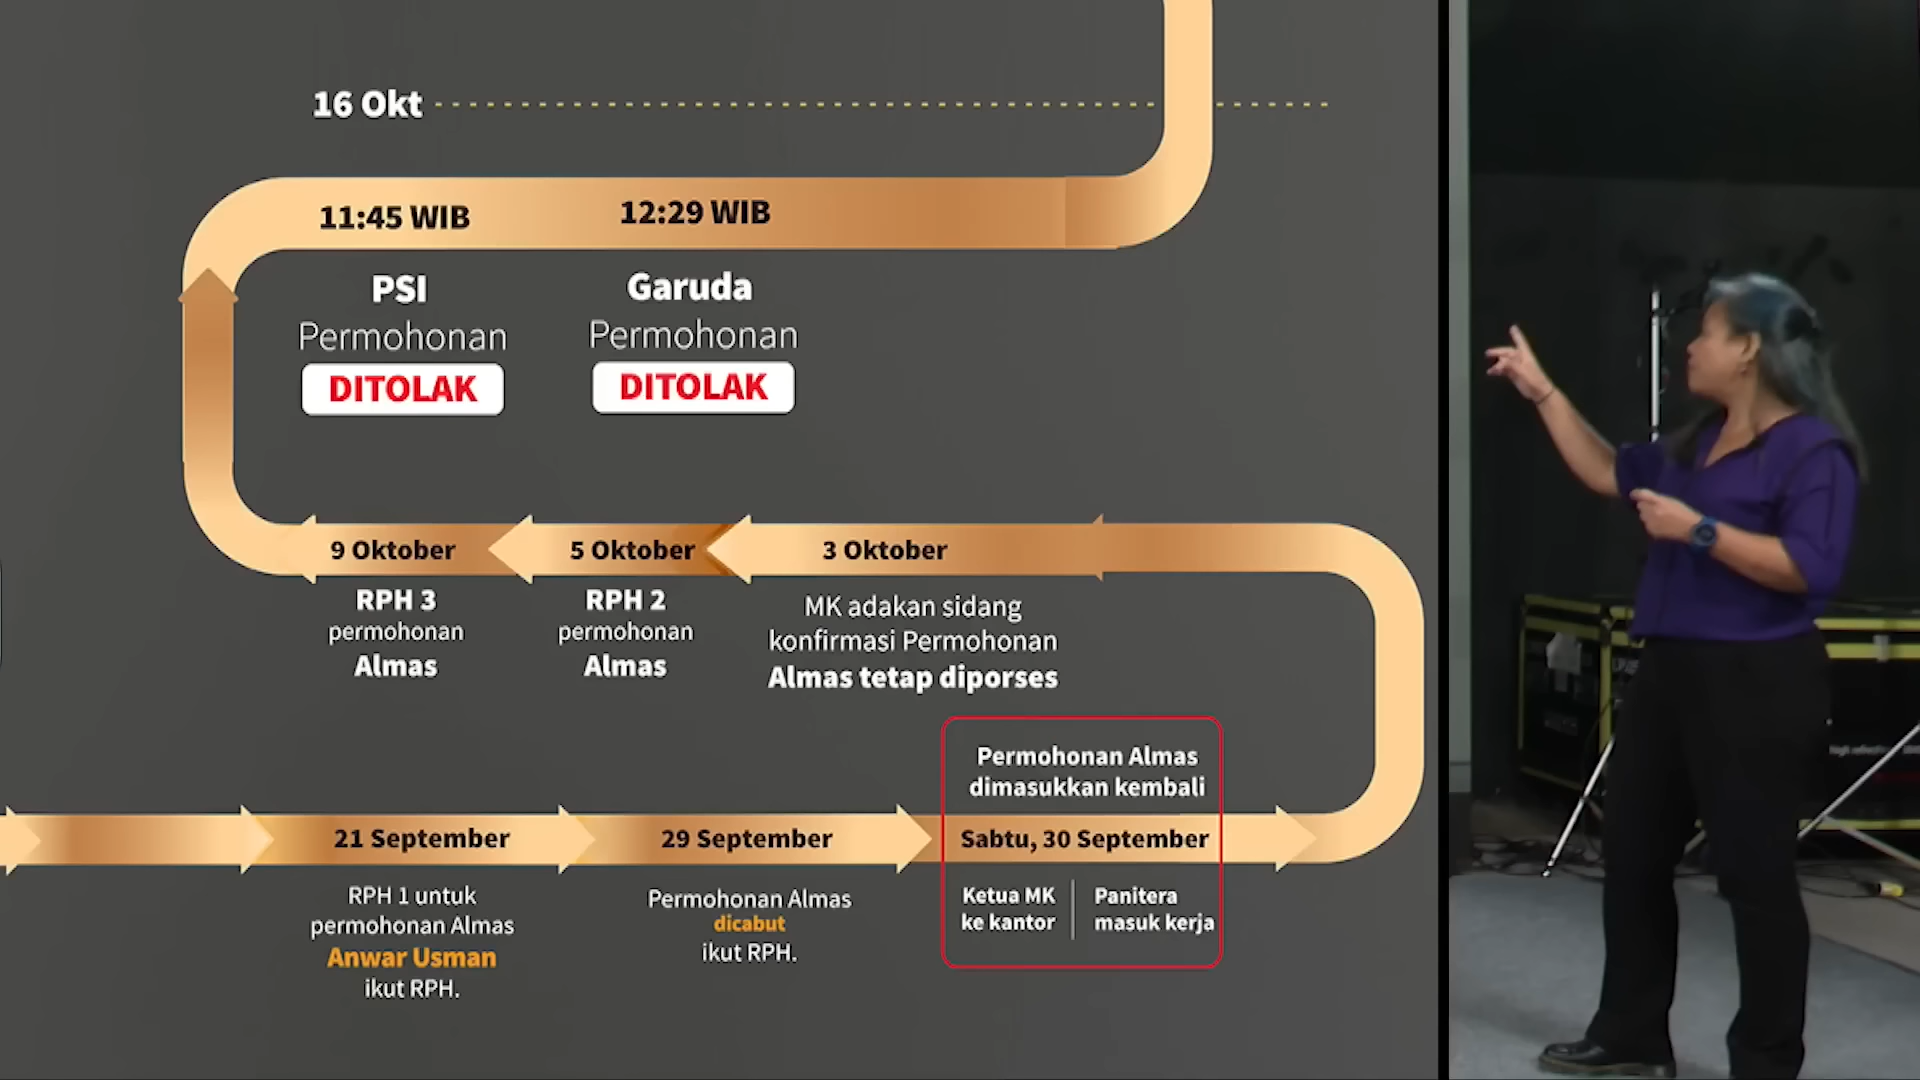 16 Okt
11:45 WIB
12:29 WIB
PSI
Permohonan
DITOLAK
Garuda
Permohonan
DITOLAK
9 Oktober
5 Oktober
3 Oktober
RPH 3
permohonan
Almas
RPH 2
permohonan
Almas
MK adakan sidang
konfirmasi Permohonan
Almas tetap diporses
Permohonan Almas
dimasukkan kembali
21 September
29 September
Sabtu, 30 September
RPH 1 untuk
permohonan Almas
Anwar Usman
ikut RPH.
Permohonan Almas
dicabut
ikut RPH.
Ketua MK
ke kantor
Panitera
masuk kerja